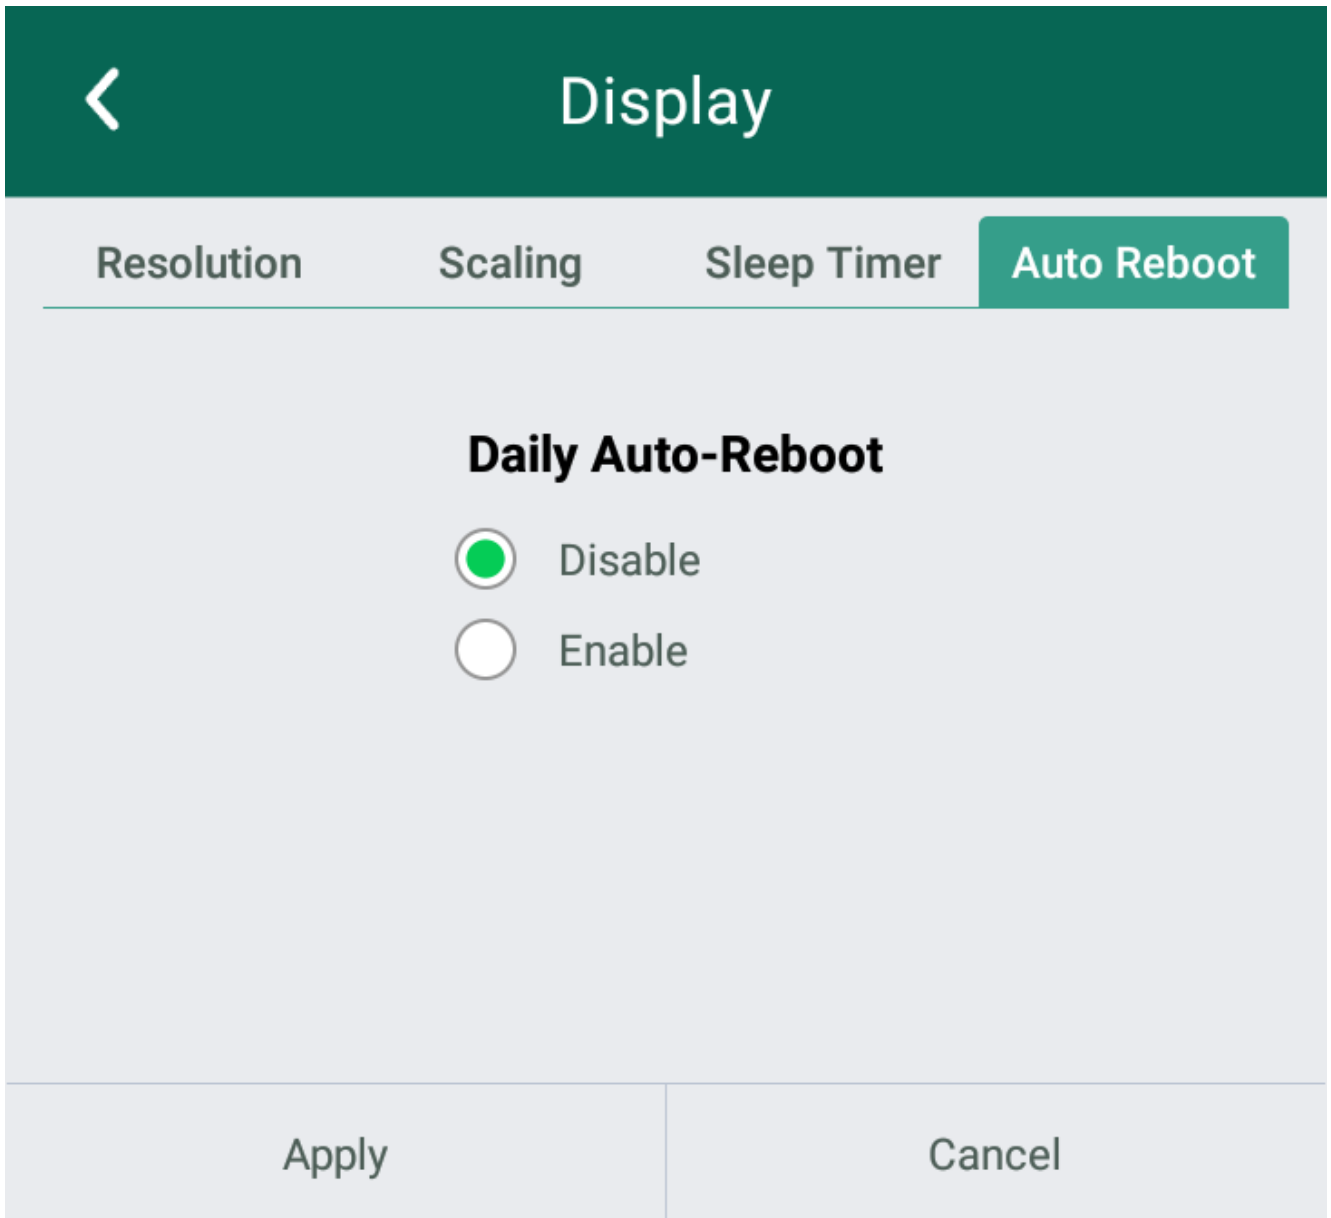 Display
Resolution Scaling Sleep Timer Auto Reboot
Daily Auto-Reboot
Disable
Enable
Apply Cancel